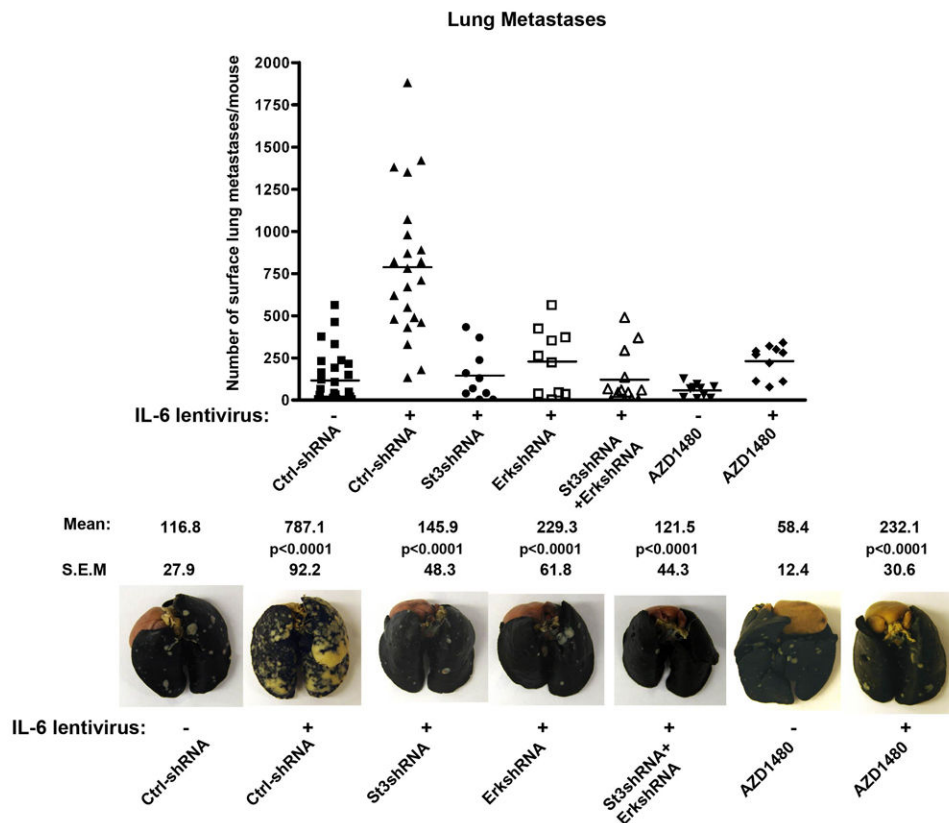 Lung Metastases
Number of surface lung metastases/mouse
2000
1750
1500
1250
1000
750
500
250
0
IL-6 lentivirus: - + + + + - +
Ctrl-shRNA
Ctrl-shRNA
St3shRNA
ErkshRNA
St3shRNA
+ErkshRNA
AZD1480
AZD1480
Mean: 116.8 787.1 145.9 229.3 121.5 58.4 232.1
p<0.0001 p<0.0001 p<0.0001 p<0.0001 p<0.0001
S.E.M 27.9 92.2 48.3 61.8 44.3 12.4 30.6
IL-6 lentivirus: - + + + + - +
Ctrl-shRNA
Ctrl-shRNA
St3shRNA
ErkshRNA
St3shRNA+
ErkshRNA
AZD1480
AZD1480